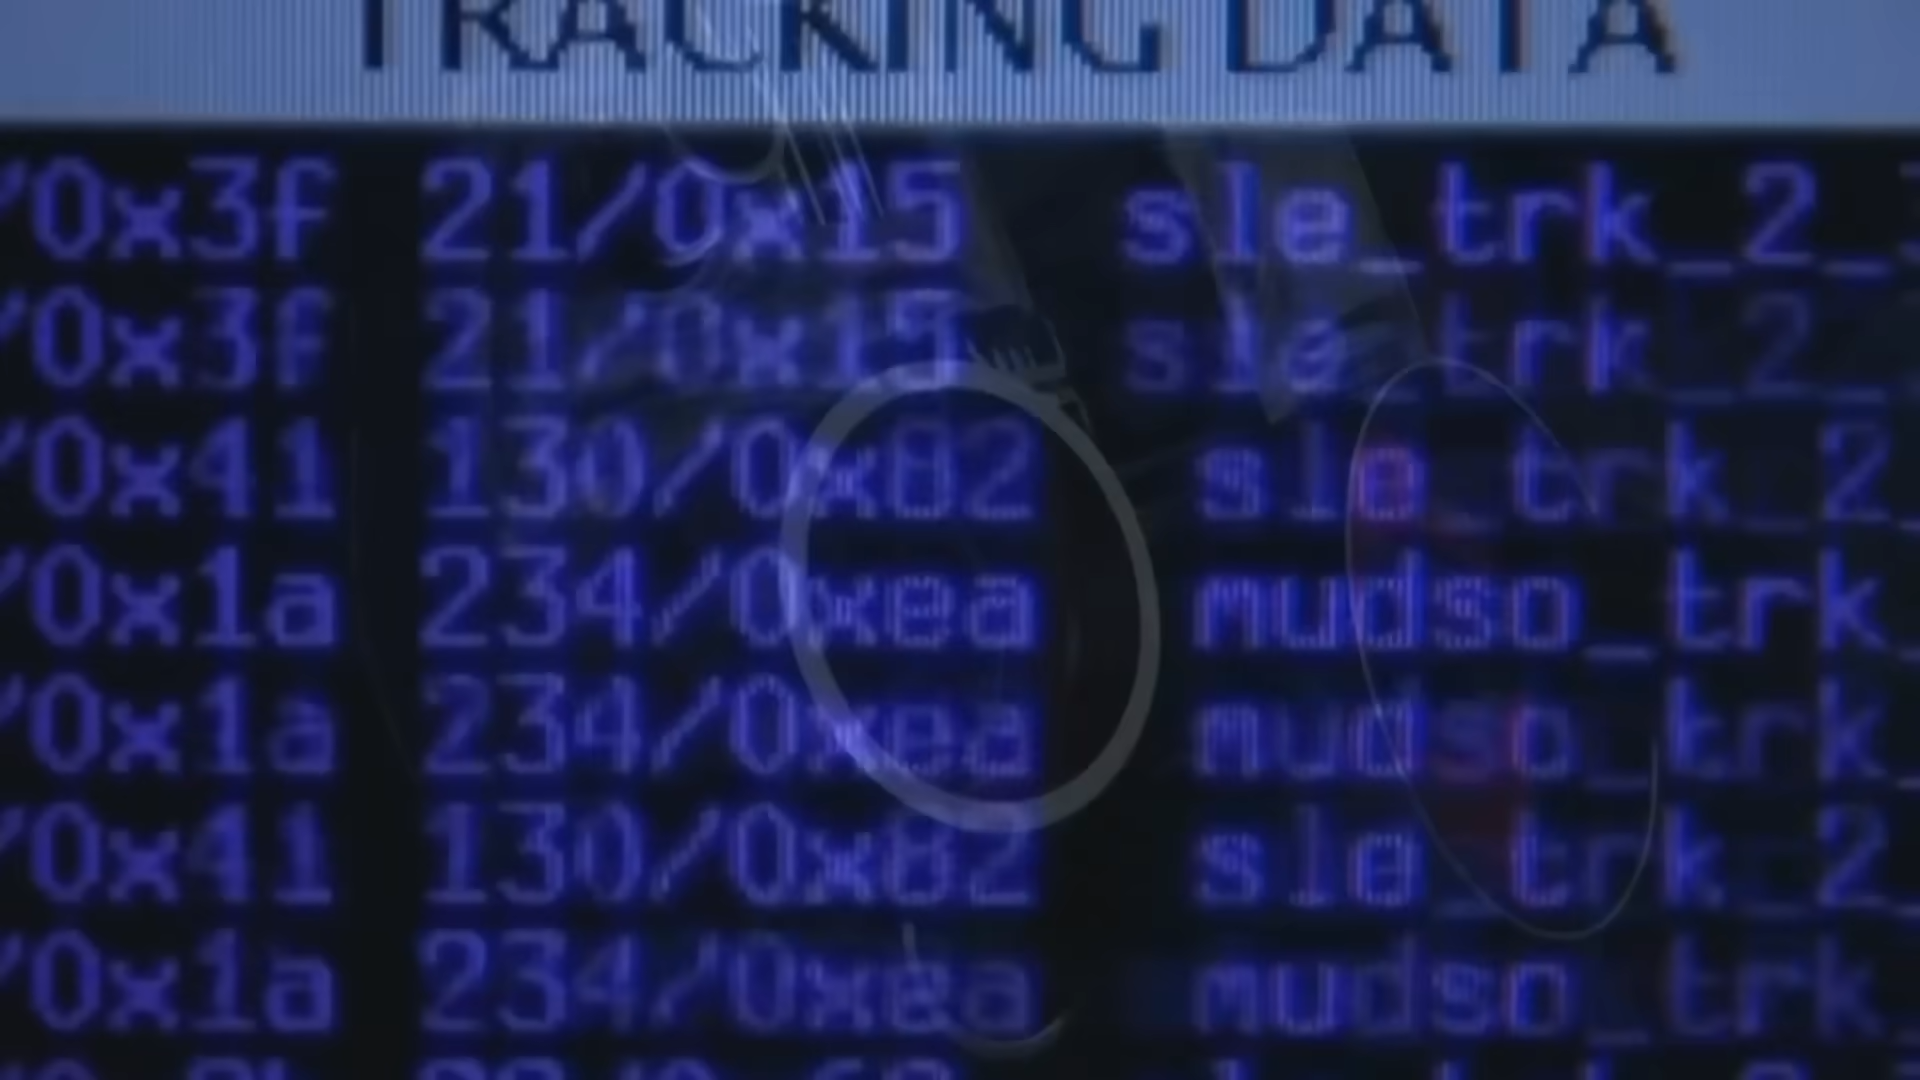 TRACKING DATA
/0x3f 21/0x15 sle_trk_2_
/0x3f 21/0x15 sle_trk_2_
/0x41 130/0x82 sle_trk_2_
/0x1a 234/0xea mudso_trk_
/0x1a 234/0xea mudso_trk_
/0x41 130/0x82 sle_trk_2_
/0x1a 234/0xea mudso_trk_